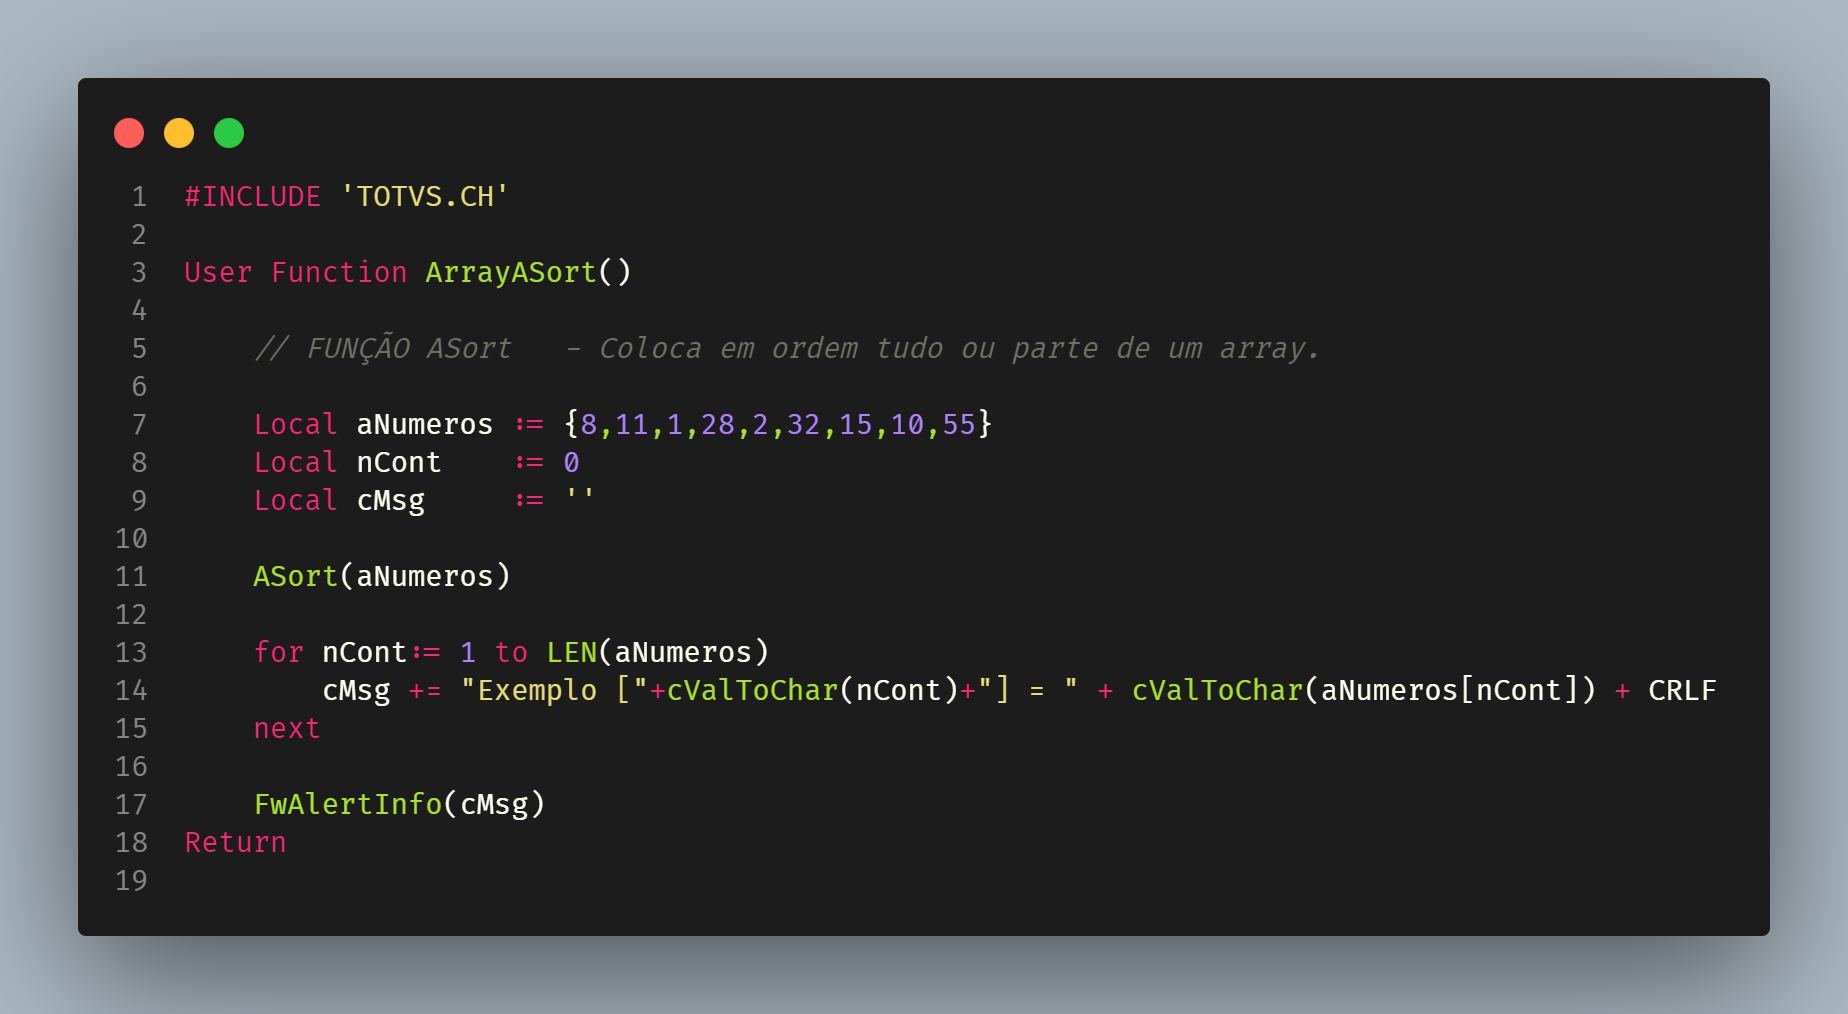 1 #INCLUDE 'TOTVS.CH'
2
3 User Function ArrayASort()
4
5     // FUNÇÃO ASort   - Coloca em ordem tudo ou parte de um array.
6
7     Local aNumeros := {8,11,1,28,2,32,15,10,55}
8     Local nCont    := 0
9     Local cMsg     := ''
10
11     ASort(aNumeros)
12
13     for nCont:= 1 to LEN(aNumeros)
14         cMsg += "Exemplo ["+cValToChar(nCont)+"] = " + cValToChar(aNumeros[nCont]) + CRLF
15     next
16
17     FwAlertInfo(cMsg)
18 Return
19